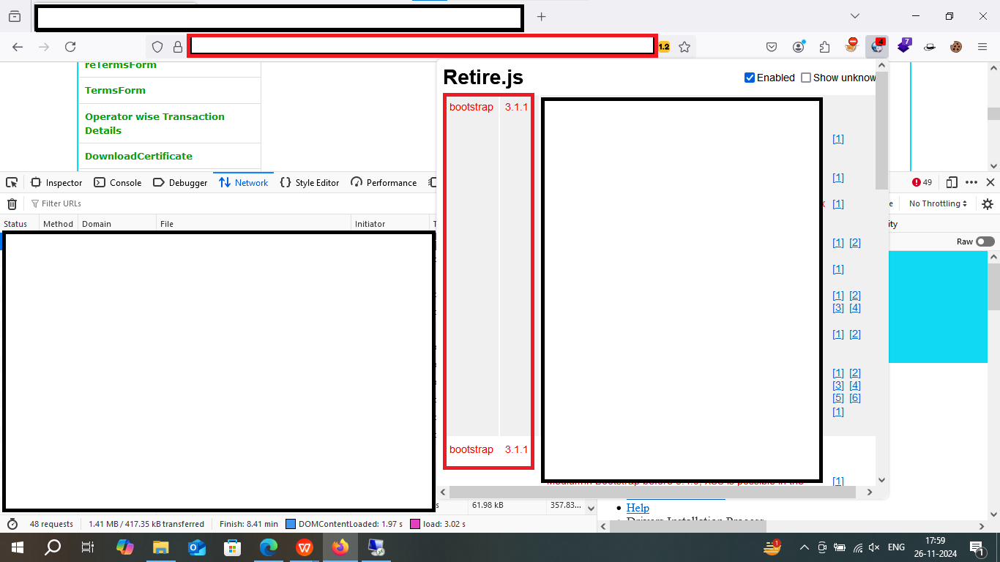 1.2
4
7
reTermsForm
TermsForm
Operator wise Transaction
Details
DownloadCertificate
Retire.js
Enabled
Show unknow
bootstrap 3.1.1
[1]
[1]
[1]
[1] [2]
[1]
[1] [2]
[3] [4]
[1] [2]
[1] [2]
[3] [4]
[5] [6]
[1]
bootstrap 3.1.1
[1]
Inspector Console Debugger Network Style Editor Performance
49
Filter URLs
No Throttling
Status Method Domain File Initiator
Raw
61.98 kB 357.83...
Help
48 requests 1.41 MB / 417.35 kB transferred Finish: 8.41 min DOMContentLoaded: 1.97 s load: 3.02 s
ENG
17:59
26-11-2024
1
1